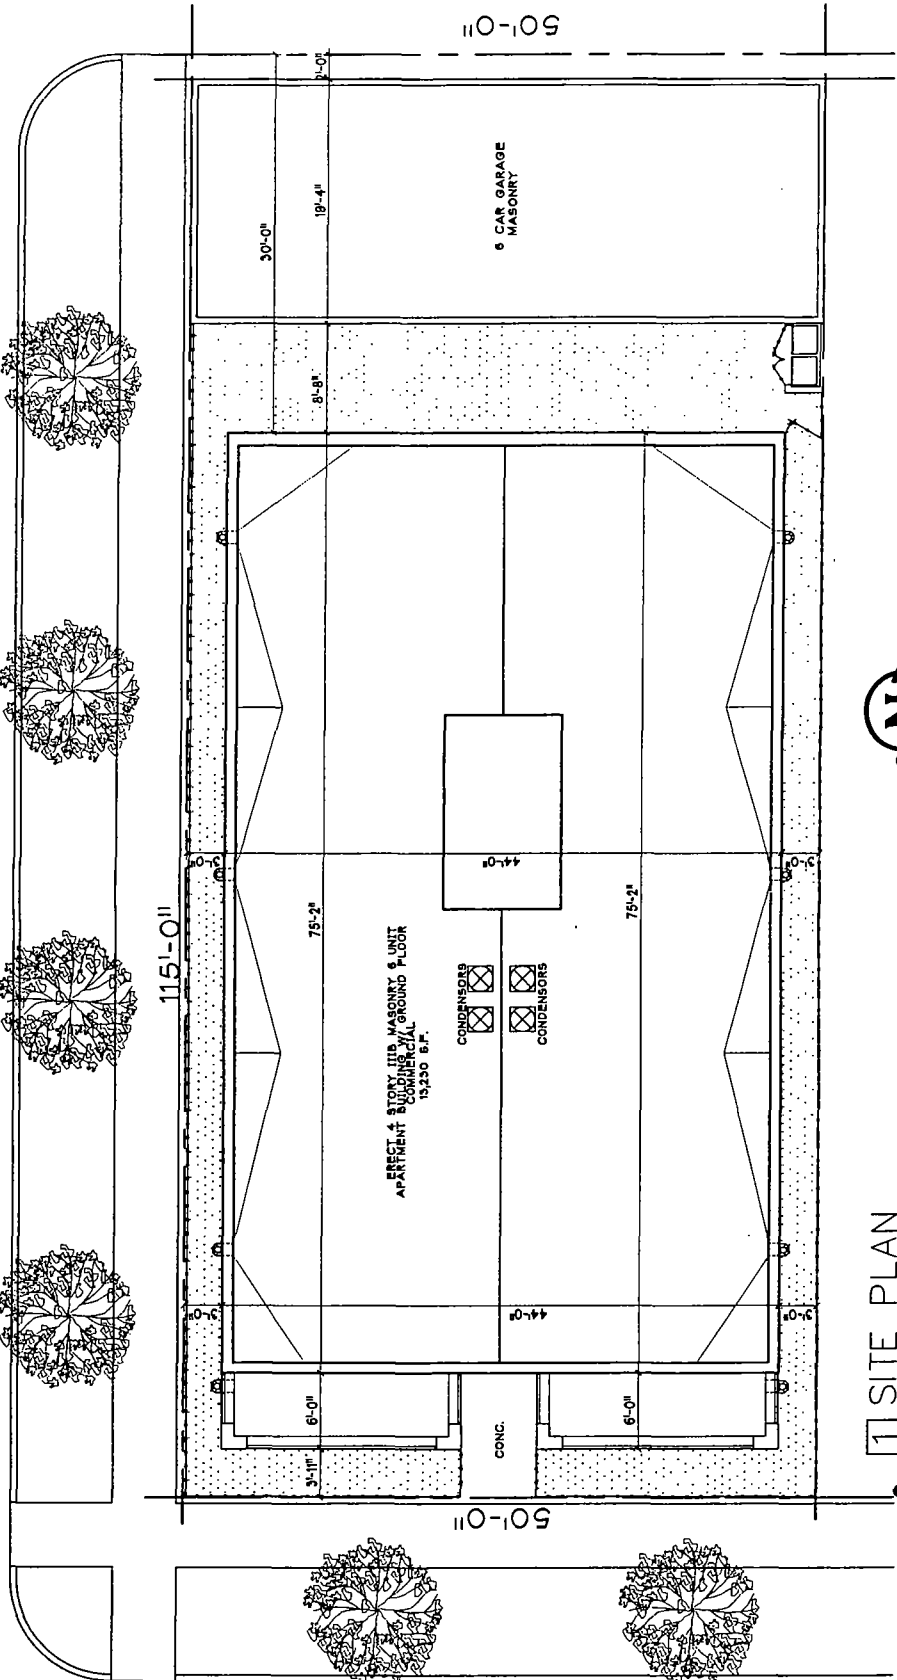 50'-0"
2'-0"
19'-4"
30'-0"
6 CAR GARAGE
MASONRY
8'-8"
115'-0"
3'-0"
44'-0"
3'-0"
75'-2"
75'-2"
ERECT 4 STORY IIIB MASONRY 6 UNIT
APARTMENT BUILDING W/ GROUND FLOOR
COMMERCIAL
13,230 S.F.
CONDENSORS
CONDENSORS
3'-0"
44'-0"
3'-0"
6'-0"
6'-0"
3'-11"
CONC.
50'-0"
N
1 SITE PLAN